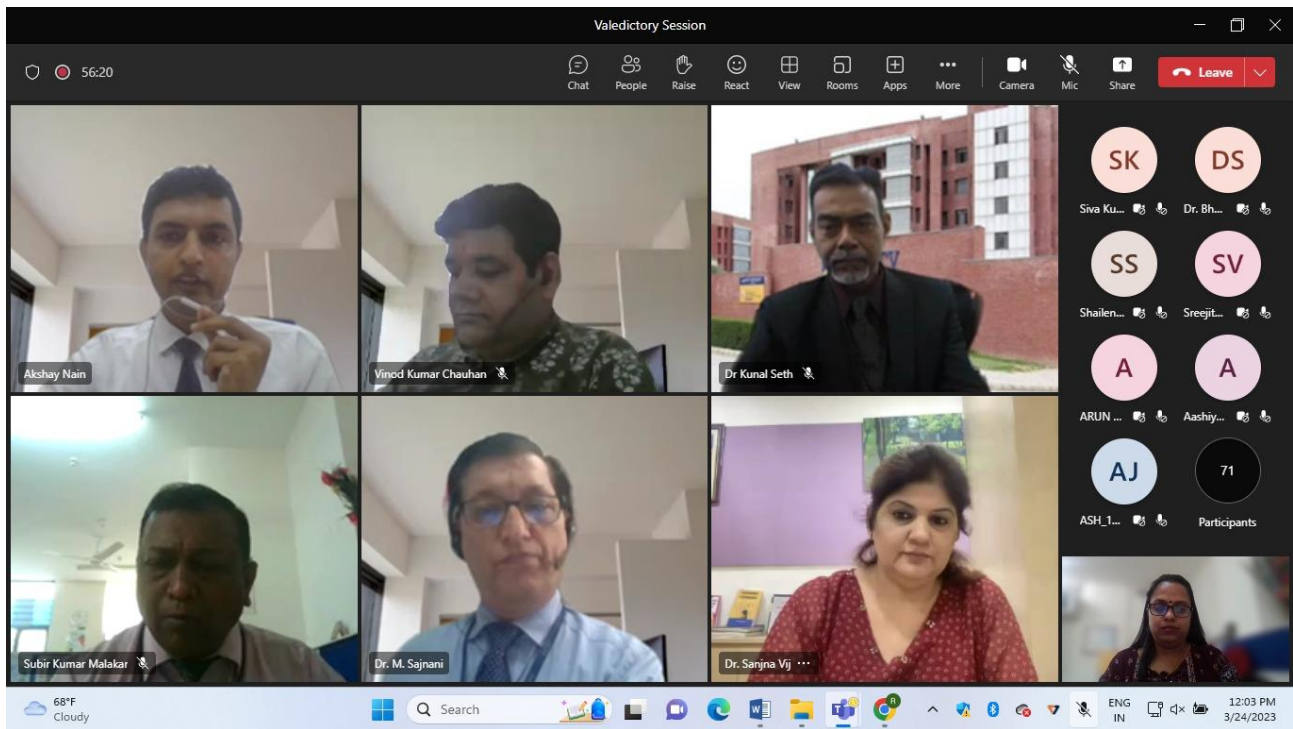 Valedictory Session
56:20
Chat
People
Raise
React
View
Rooms
Apps
More
Camera
Mic
Share
Leave
Akshay Nain
Vinod Kumar Chauhan
Dr Kunal Seth
SK
DS
Siva Ku...
Dr. Bh...
SS
SV
Shailen...
Sreejit...
A
A
ARUN ...
Aashiy...
AJ
71
ASH_1...
Participants
Subir Kumar Malakar
Dr. M. Sajnani
Dr. Sanjna Vij ...
68°F
Cloudy
Search
ENG
IN
12:03 PM
3/24/2023